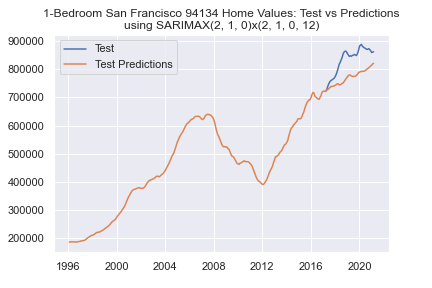 1-Bedroom San Francisco 94134 Home Values: Test vs Predictions
using SARIMAX(2, 1, 0)x(2, 1, 0, 12)
Test
Test Predictions
900000
800000
700000
600000
500000
400000
300000
200000
1996 2000 2004 2008 2012 2016 2020